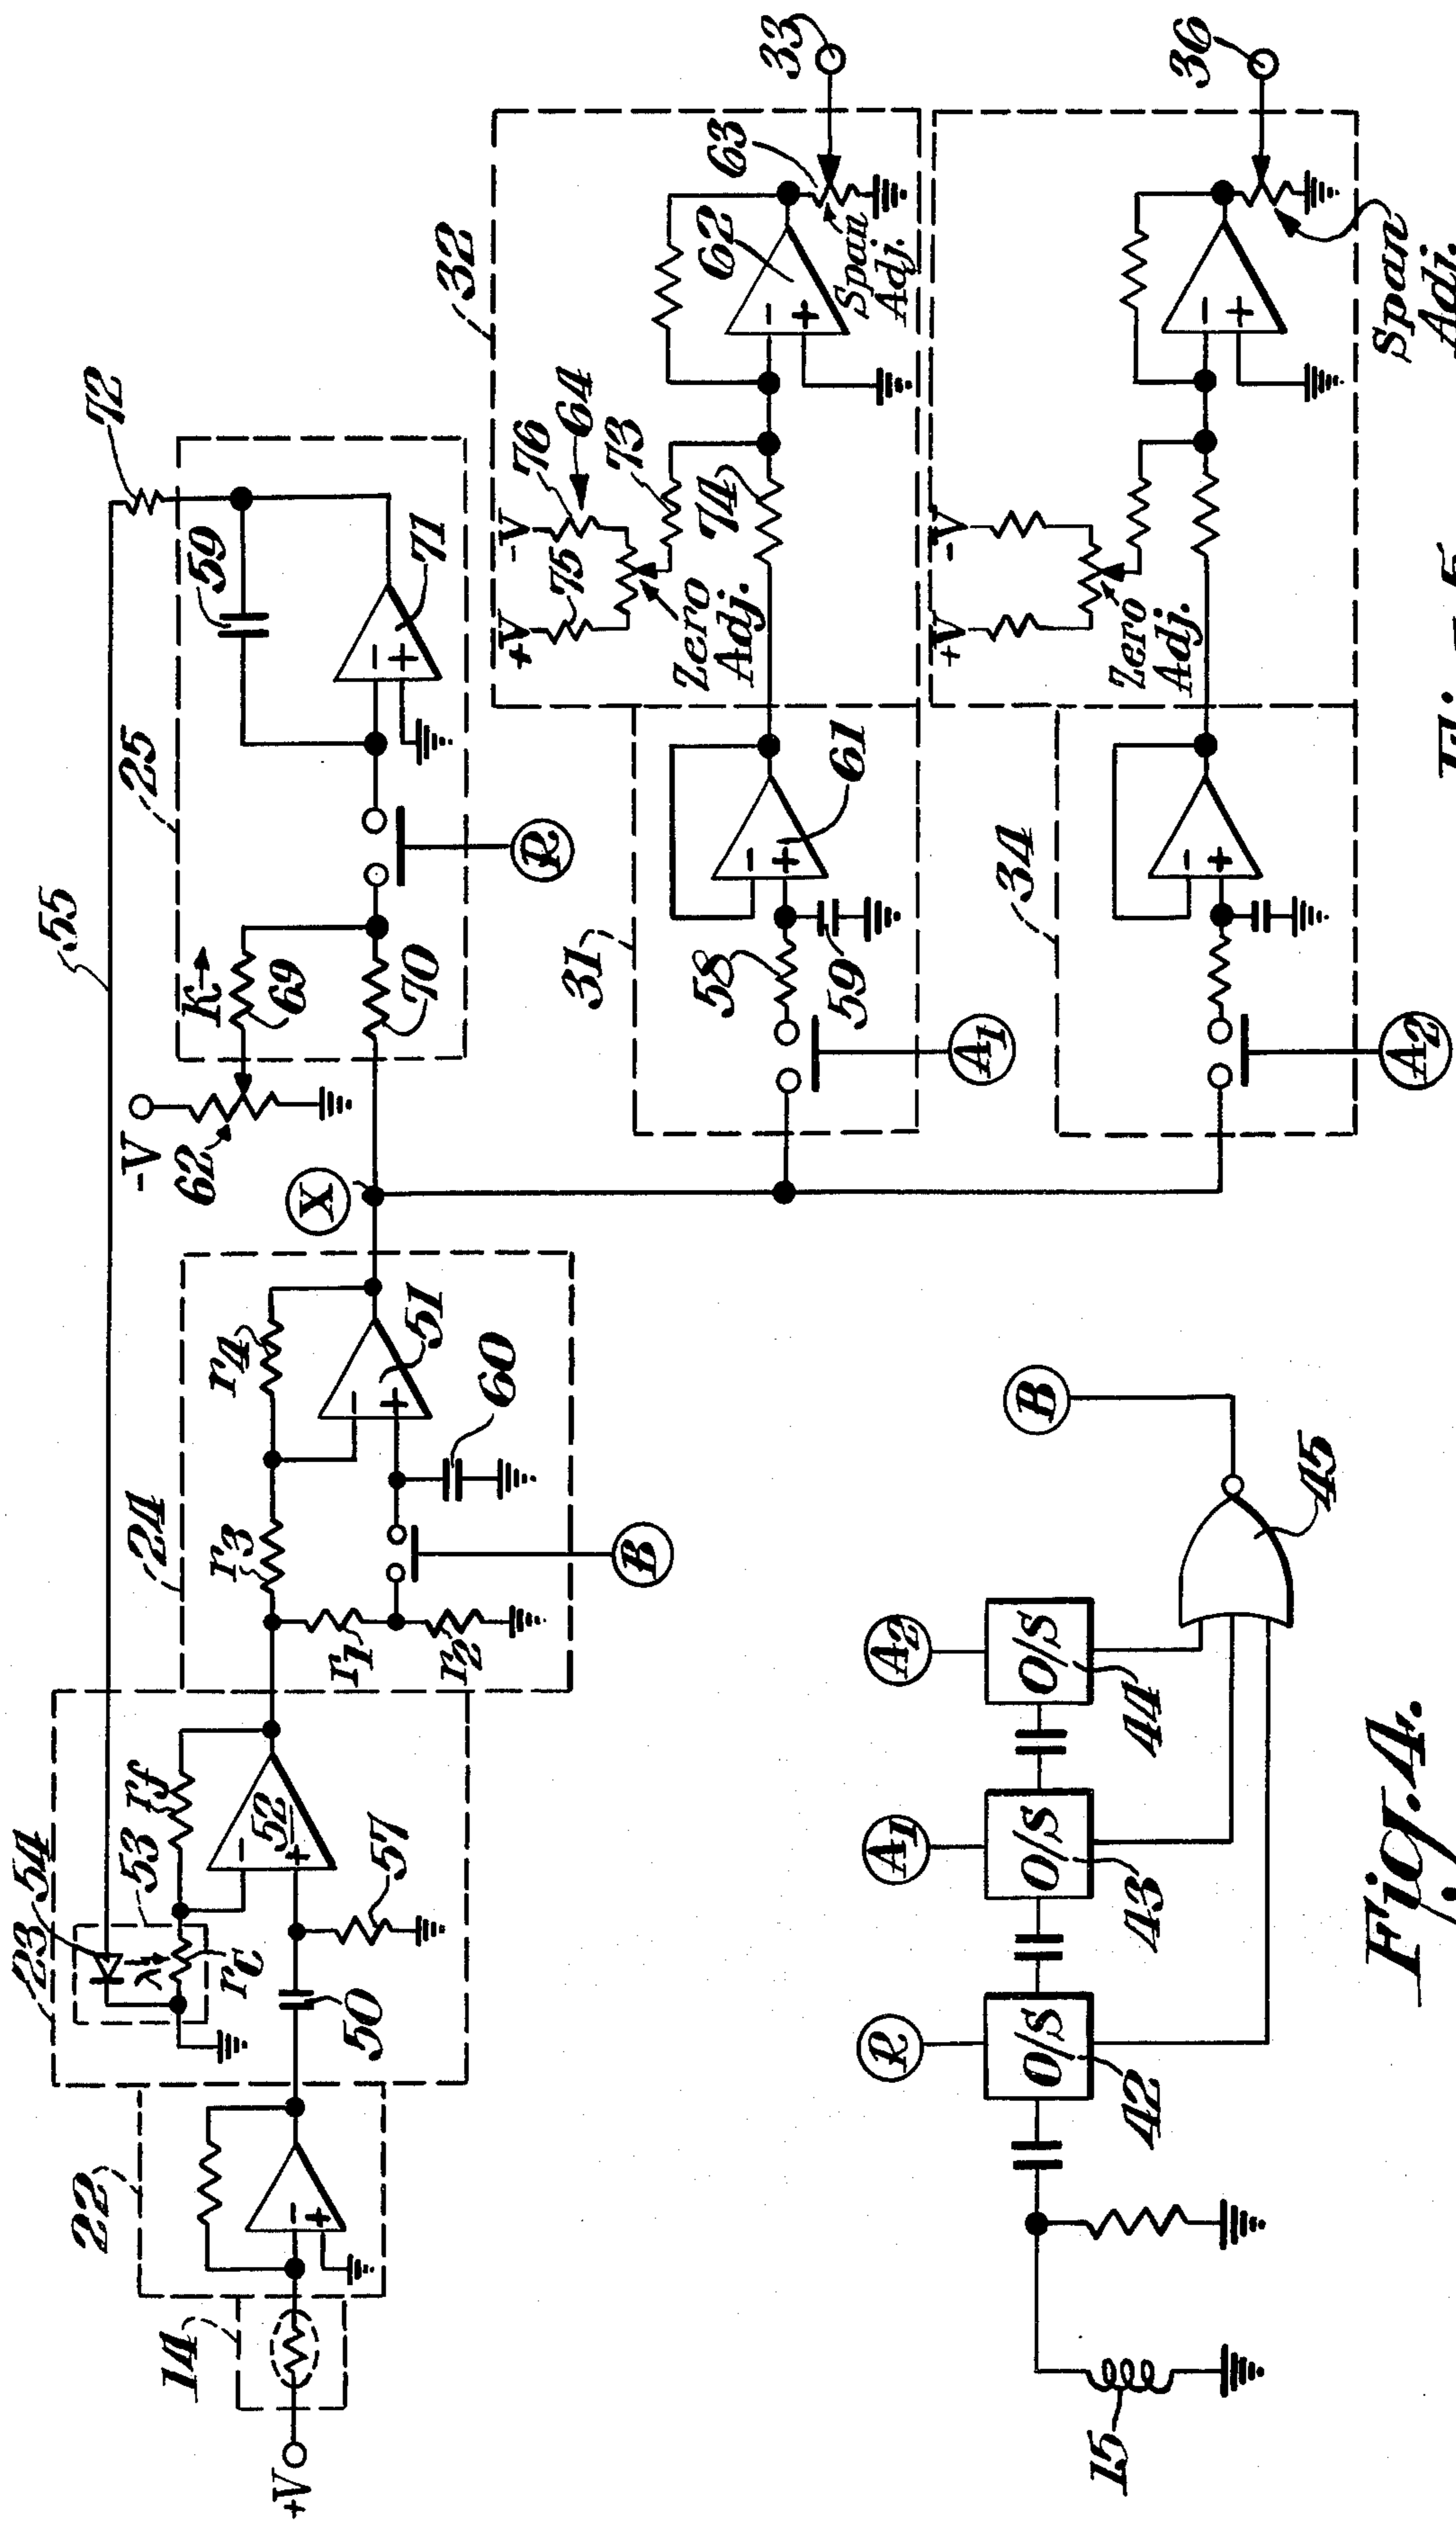 72
55
-V
62
K
69
70
25
59
71
R
X
23
54
53
rf
52
rc
57
50
22
14
+V
24
r4
r3
51
r1
r2
60
B
32
+V
-V
75
76
64
73
74
Zero
Adj.
62
63
Span
Adj.
33
31
58
59
61
A1
34
A2
+V
-V
Zero
Adj.
Span
Adj.
36
B
45
A2
O/S
44
A1
O/S
43
R
O/S
42
15
Fig.4.